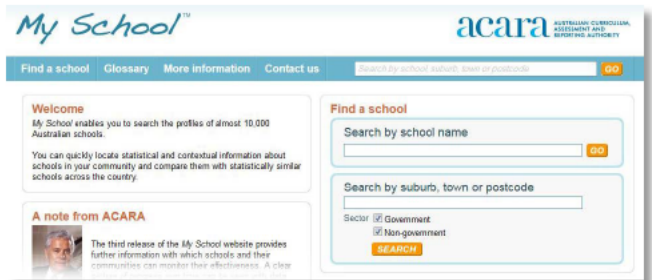 My School™
acara AUSTRALIAN CURRICULUM,
ASSESSMENT AND
REPORTING AUTHORITY
Find a school Glossary More information Contact us
Search by school, suburb, town or postcode GO
Welcome
My School enables you to search the profiles of almost 10,000
Australian schools.
You can quickly locate statistical and contextual information about
schools in your community and compare them with statistically similar
schools across the country.
A note from ACARA
The third release of the My School website provides
further information with which schools and their
communities can monitor their effectiveness. A clear
Find a school
Search by school name
GO
Search by suburb, town or postcode
Sector Government
Non-government
SEARCH